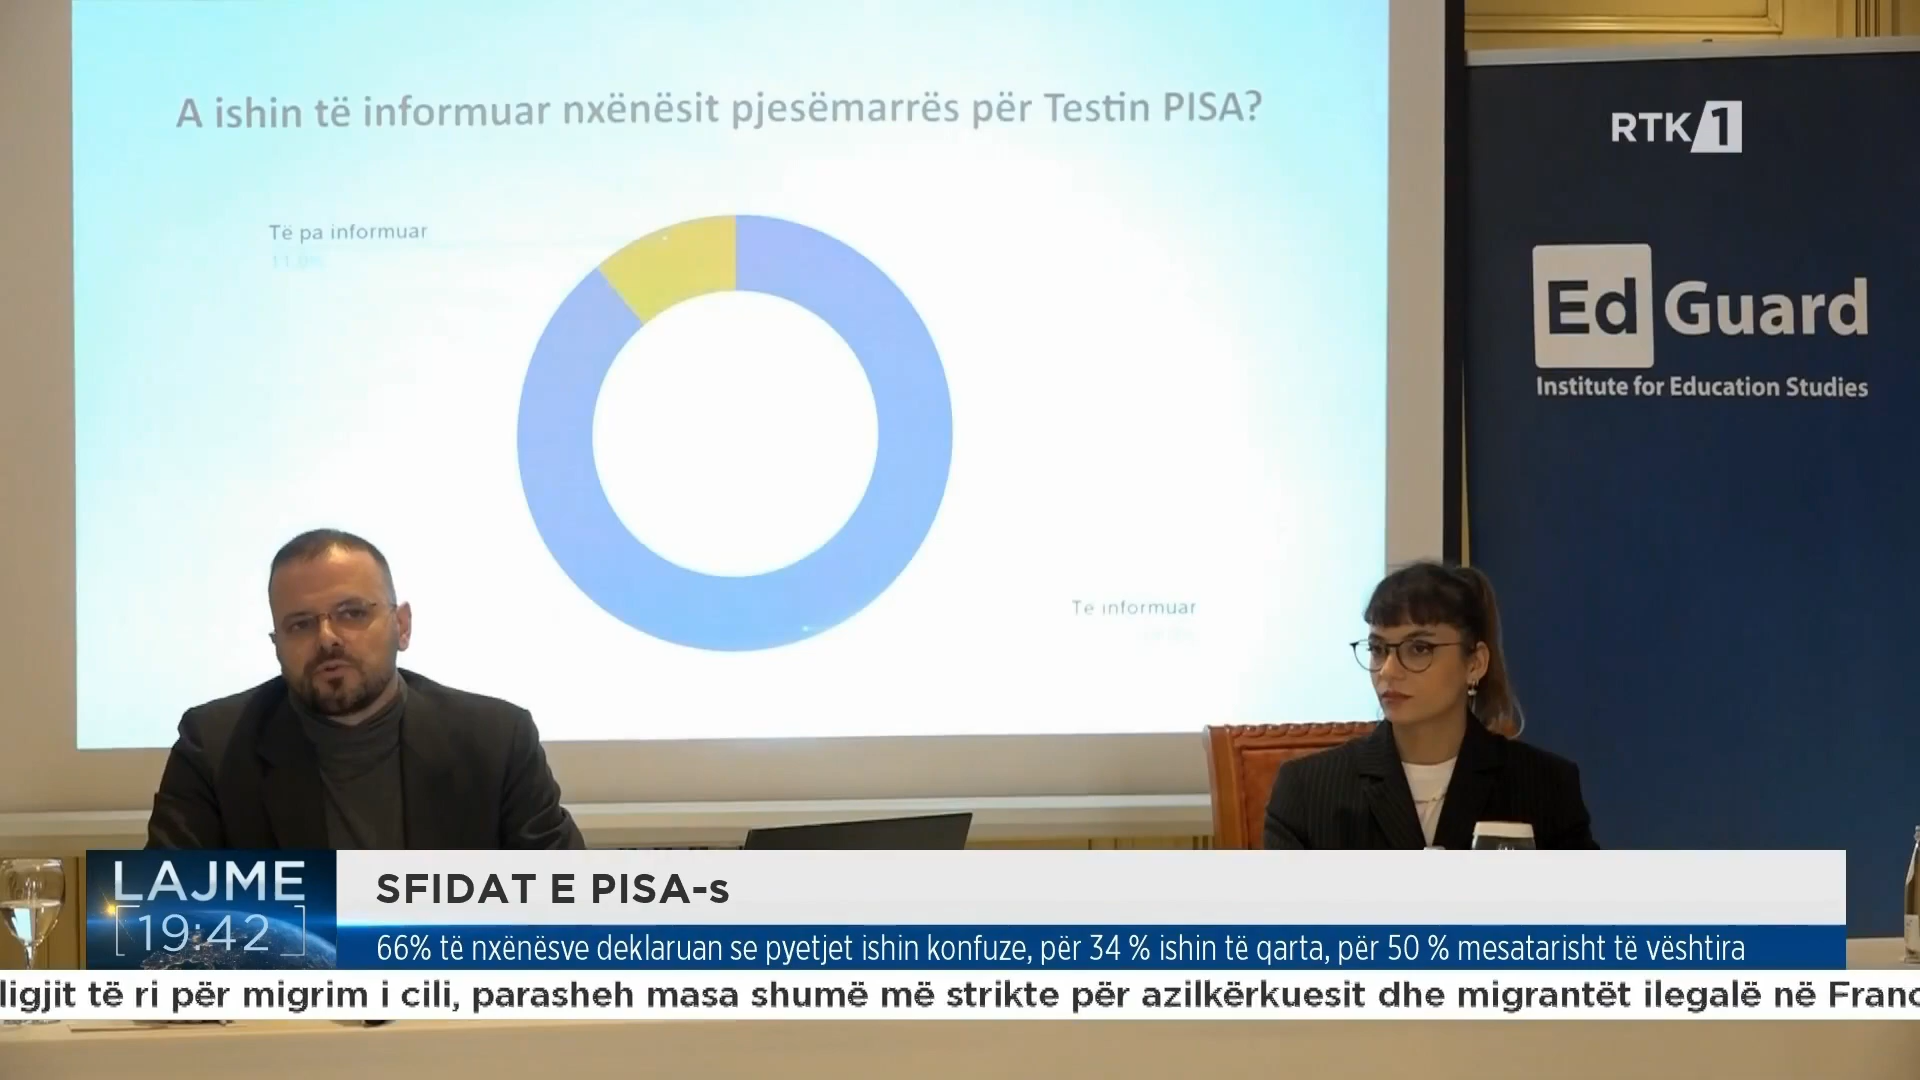 A ishin të informuar nxënësit pjesëmarrës për Testin PISA?
RTK 1
Të pa informuar
Ed Guard
Institute for Education Studies
Të informuar
LAJME
19:42
SFIDAT E PISA-s
66% të nxënësve deklaruan se pyetjet ishin konfuze, për 34 % ishin të qarta, për 50 % mesatarisht të vështira
ligjit të ri për migrim i cili, parasheh masa shumë më strikte për azilkërkuesit dhe migrantët ilegalë në Franc